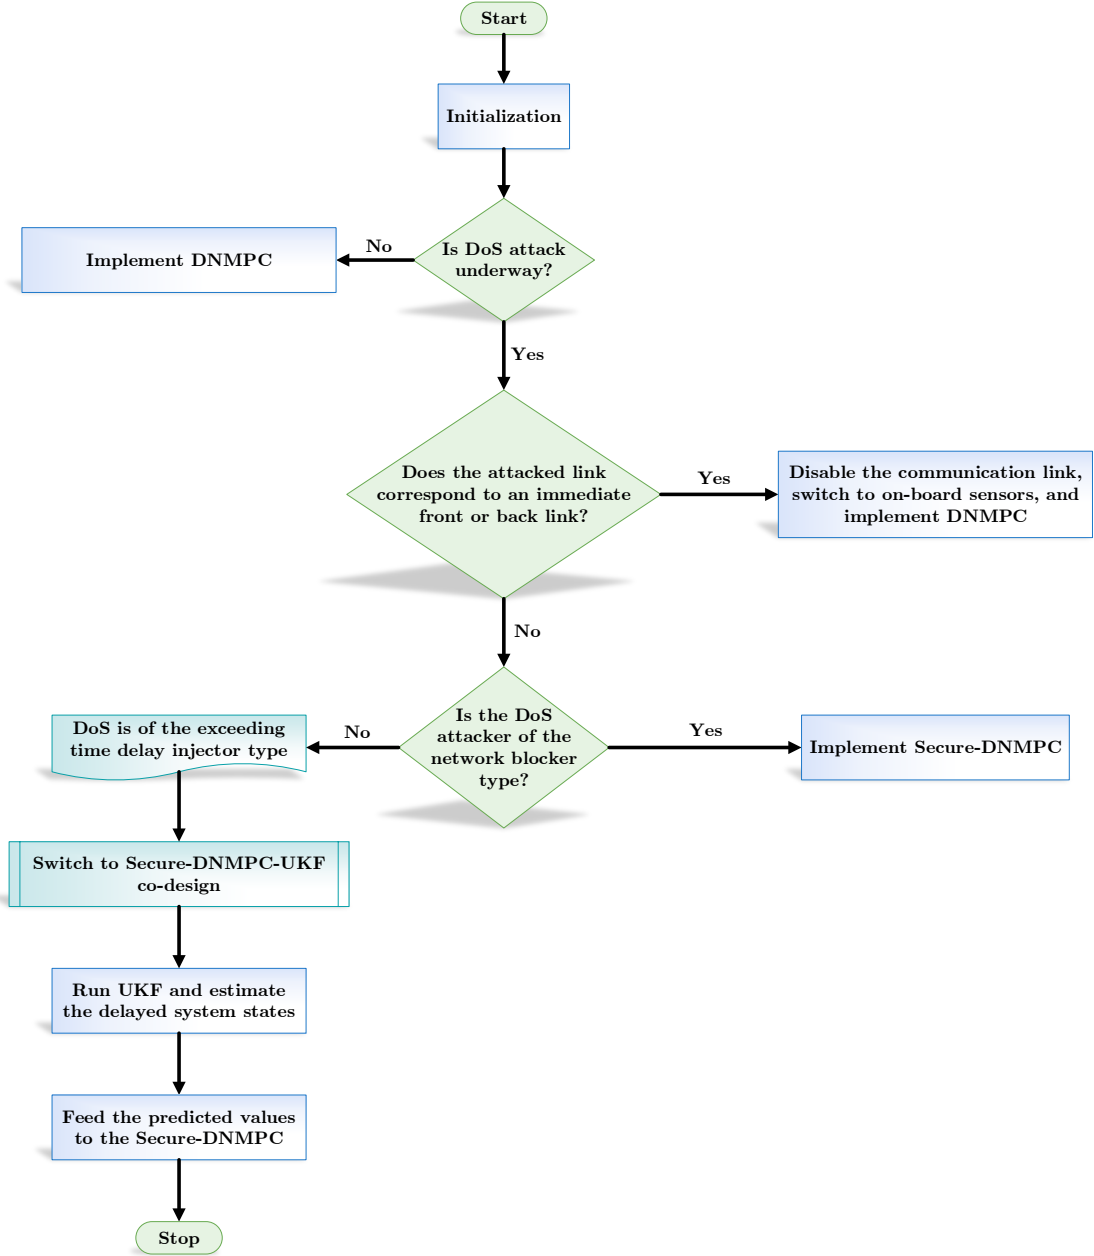 Start
Initialization
Is DoS attack
underway?
No
Implement DNMPC
Yes
Does the attacked link
correspond to an immediate
front or back link?
Yes
Disable the communication link,
switch to on-board sensors, and
implement DNMPC
No
Is the DoS
attacker of the
network blocker
type?
Yes
Implement Secure-DNMPC
No
DoS is of the exceeding
time delay injector type
Switch to Secure-DNMPC-UKF
co-design
Run UKF and estimate
the delayed system states
Feed the predicted values
to the Secure-DNMPC
Stop